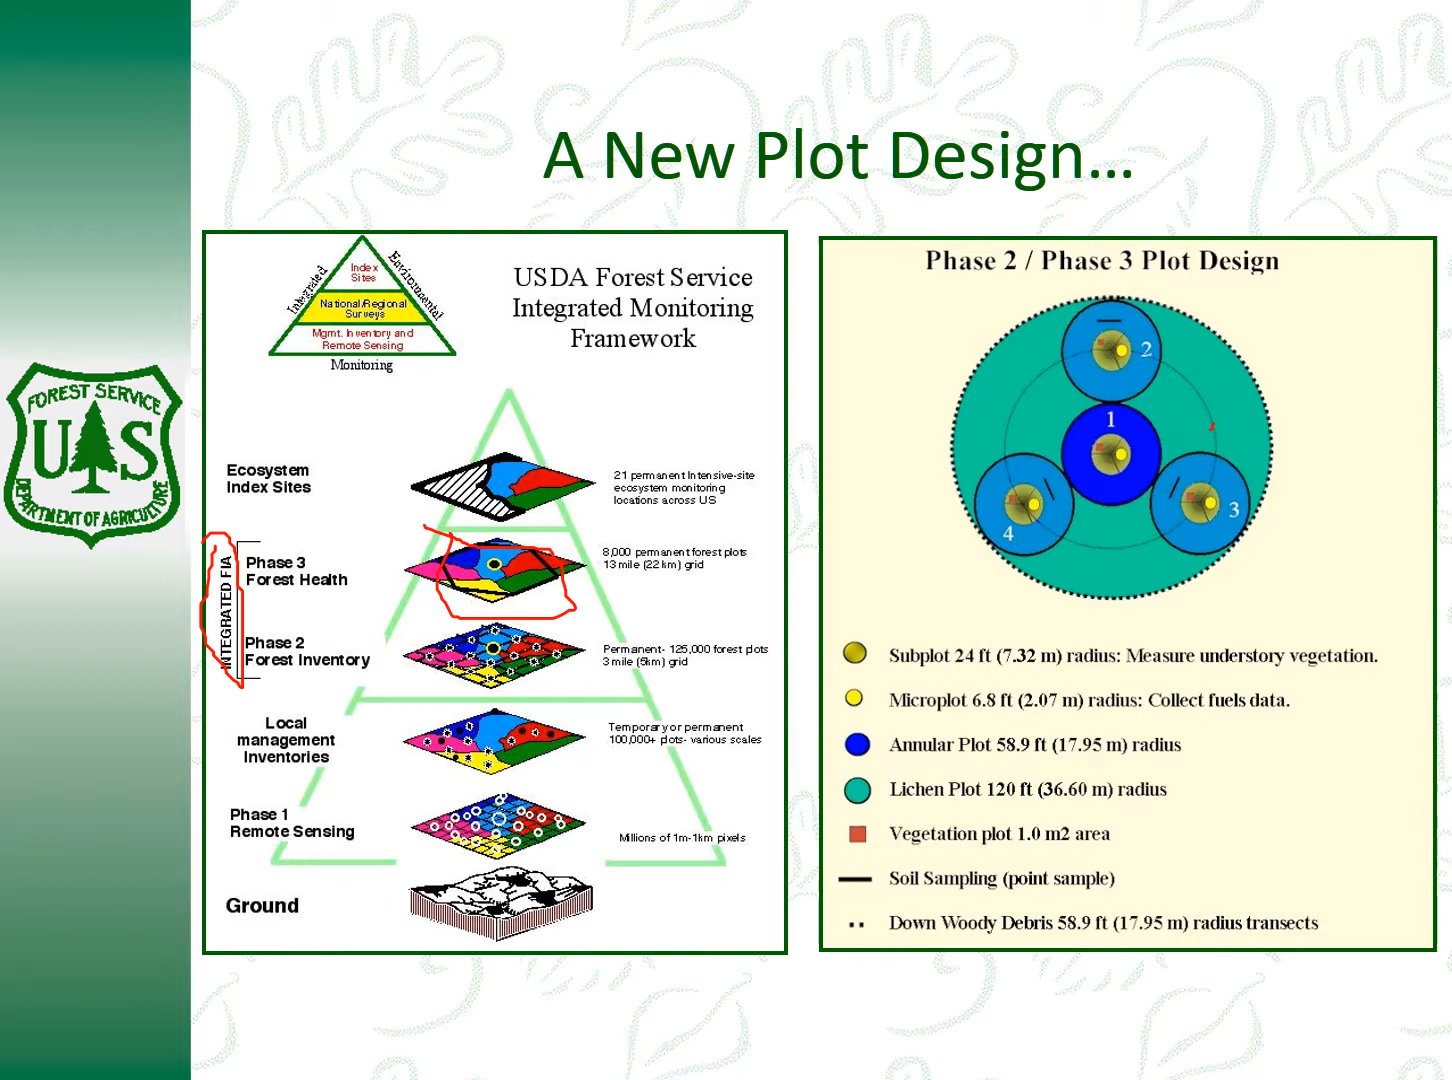 A New Plot Design...
FOREST SERVICE
U S
DEPARTMENT OF AGRICULTURE
Integrated
Environmental
Index
Sites
National/Regional
Surveys
Mgmt. Inventory and
Remote Sensing
Monitoring
USDA Forest Service
Integrated Monitoring
Framework
Ecosystem
Index Sites
21 permanent Intensive-site
ecosystem monitoring
locations across US
INTEGRATED FIA
Phase 3
Forest Health
8,000 permanent forest plots
13 mile (22 km) grid
Phase 2
Forest Inventory
Permanent- 125,000 forest plots
3 mile (5km) grid
Local
management
Inventories
Temporary or permanent
100,000+ plots- various scales
Phase 1
Remote Sensing
Millions of 1m-1km pixels
Ground
Phase 2 / Phase 3 Plot Design
2
1
3
4
Subplot 24 ft (7.32 m) radius: Measure understory vegetation.
Microplot 6.8 ft (2.07 m) radius: Collect fuels data.
Annular Plot 58.9 ft (17.95 m) radius
Lichen Plot 120 ft (36.60 m) radius
Vegetation plot 1.0 m2 area
Soil Sampling (point sample)
Down Woody Debris 58.9 ft (17.95 m) radius transects